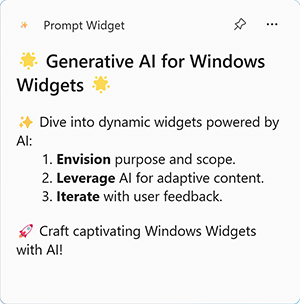 Prompt Widget
🌟 Generative AI for Windows
Widgets 🌟
✨ Dive into dynamic widgets powered by
AI:
1. Envision purpose and scope.
2. Leverage AI for adaptive content.
3. Iterate with user feedback.
🚀 Craft captivating Windows Widgets
with AI!